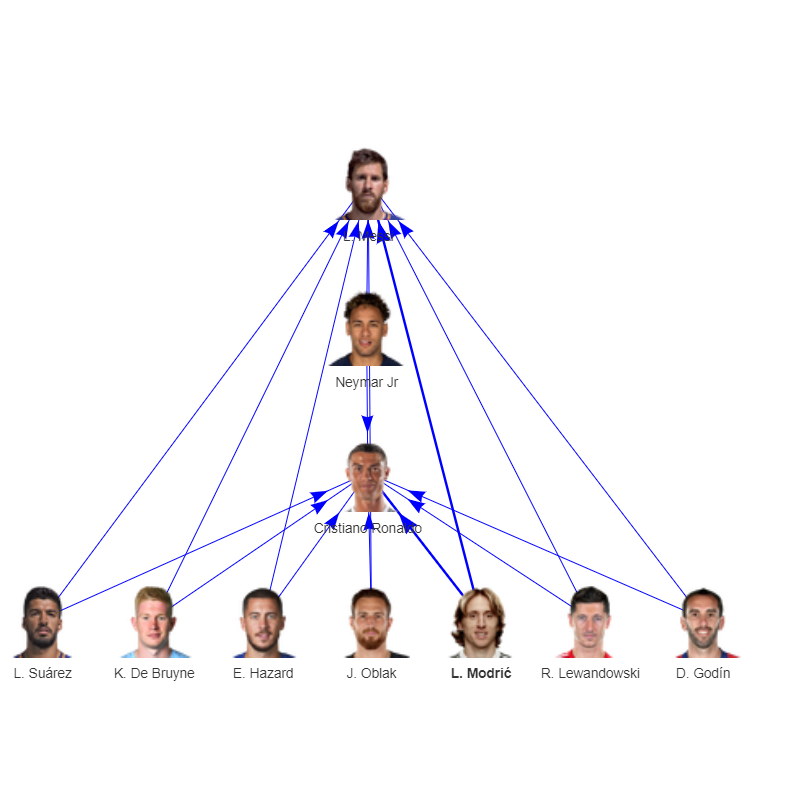 L. Messi
Neymar Jr
Cristiano Ronaldo
L. Suárez
K. De Bruyne
E. Hazard
J. Oblak
L. Modrić
R. Lewandowski
D. Godín